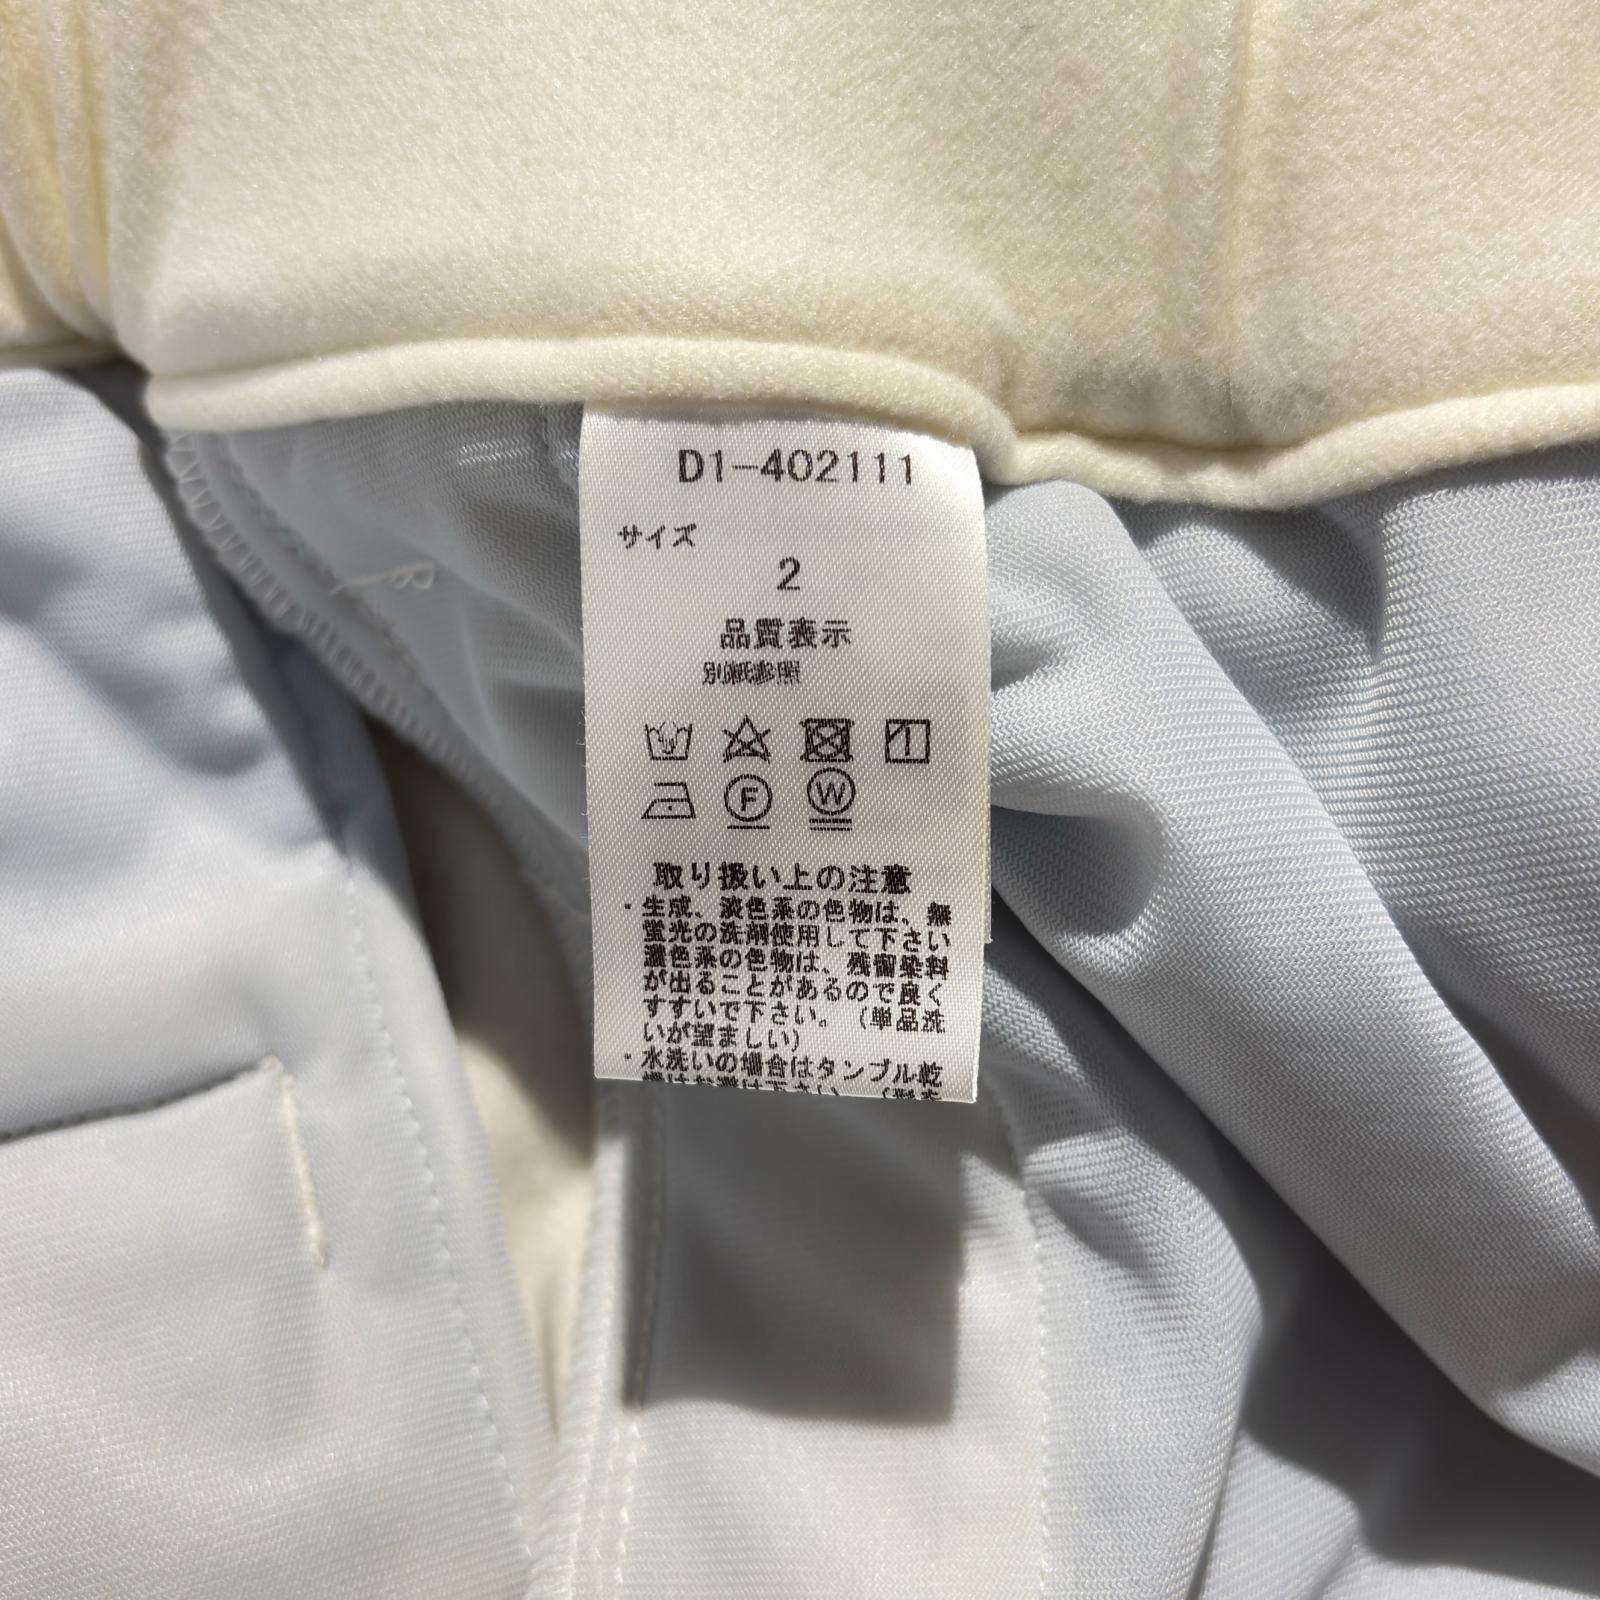 D1-402111
サイズ
2
品質表示
別紙参照
F
W
取り扱い上の注意
・生成、淡色系の色物は、無
蛍光の洗剤使用して下さい
濃色系の色物は、残留染料
が出ることがあるので良く
すすいで下さい。(単品洗
いが望ましい)
・水洗いの場合はタンブル乾